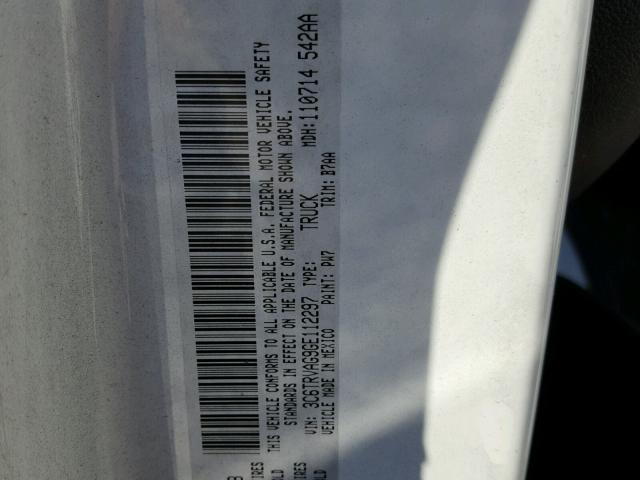 THIS VEHICLE CONFORMS TO ALL APPLICABLE U.S.A. FEDERAL MOTOR VEHICLE SAFETY
STANDARDS IN EFFECT ON THE DATE OF MANUFACTURE SHOWN ABOVE.
VIN: 3C6TRVAG9GE112297 TYPE: TRUCK MDH: 110714 542AA
VEHICLE MADE IN MEXICO PAINT: PW7 TRIM: B7AA